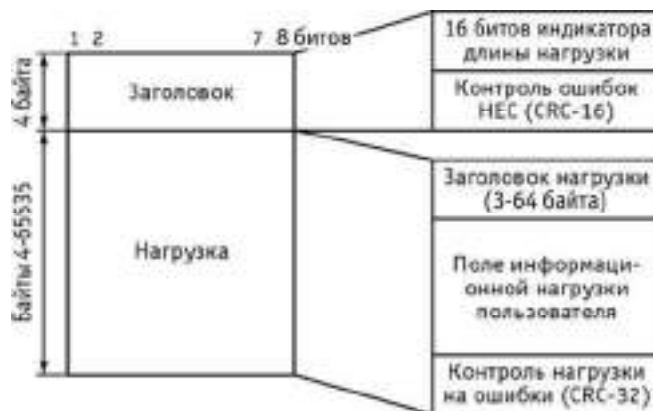 1 2 7 8 битов
4 байта
Заголовок
Байты 4-65535
Нагрузка
16 битов индикатора
длины нагрузки
Контроль ошибок
HEC (CRC-16)
Заголовок нагрузки
(3-64 байта)
Поле информаци-
онной нагрузки
пользователя
Контроль нагрузки
на ошибки (CRC-32)